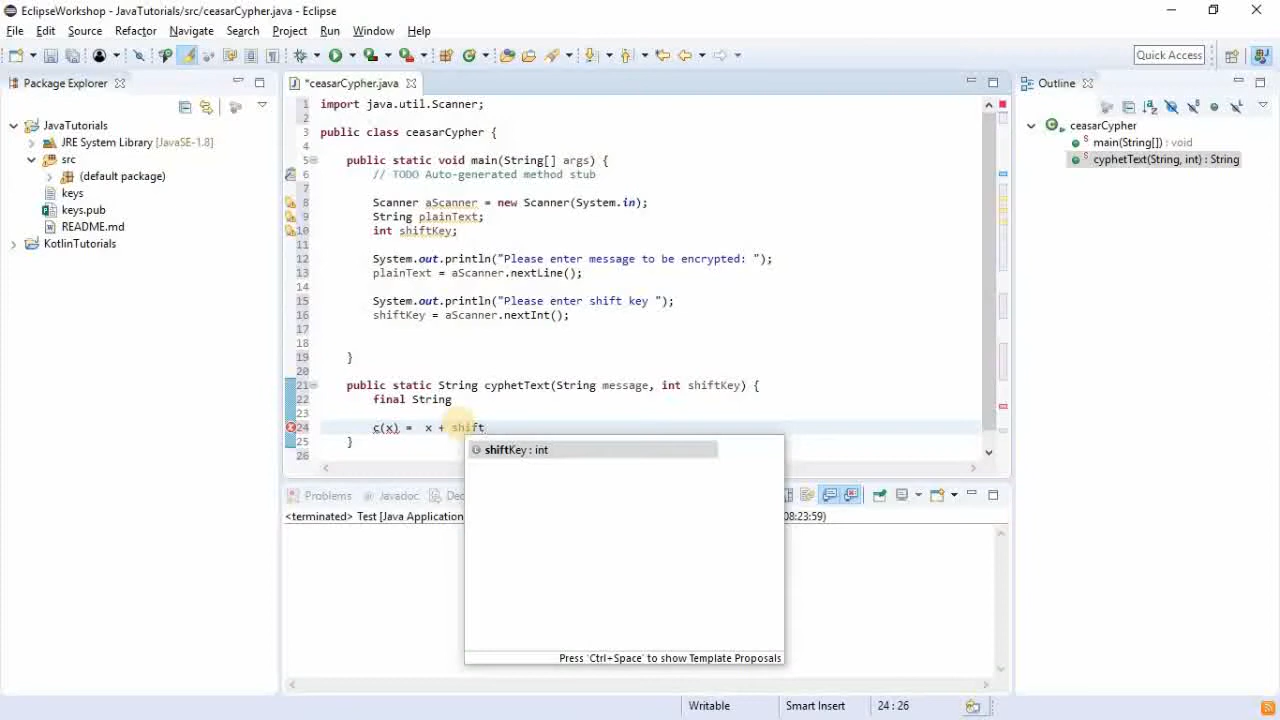 EclipseWorkshop - JavaTutorials/src/ceasarCypher.java - Eclipse
File Edit Source Refactor Navigate Search Project Run Window Help
Quick Access
Package Explorer
JavaTutorials
JRE System Library [JavaSE-1.8]
src
(default package)
keys
keys.pub
README.md
KotlinTutorials
*ceasarCypher.java
1 import java.util.Scanner;
2
3 public class ceasarCypher {
4
5 public static void main(String[] args) {
6 // TODO Auto-generated method stub
7
8 Scanner aScanner = new Scanner(System.in);
9 String plainText;
10 int shiftKey;
11
12 System.out.println("Please enter message to be encrypted: ");
13 plainText = aScanner.nextLine();
14
15 System.out.println("Please enter shift key ");
16 shiftKey = aScanner.nextInt();
17
18
19 }
20
21 public static String cyphetText(String message, int shiftKey) {
22 final String
23
24 c(x) = x + shift
25 }
26
shiftKey : int
Press 'Ctrl+Space' to show Template Proposals
Problems Javadoc Dec
<terminated> Test [Java Application
08:23:59)
Outline
ceasarCypher
main(String[]) : void
cyphetText(String, int) : String
Writable Smart Insert 24 : 26